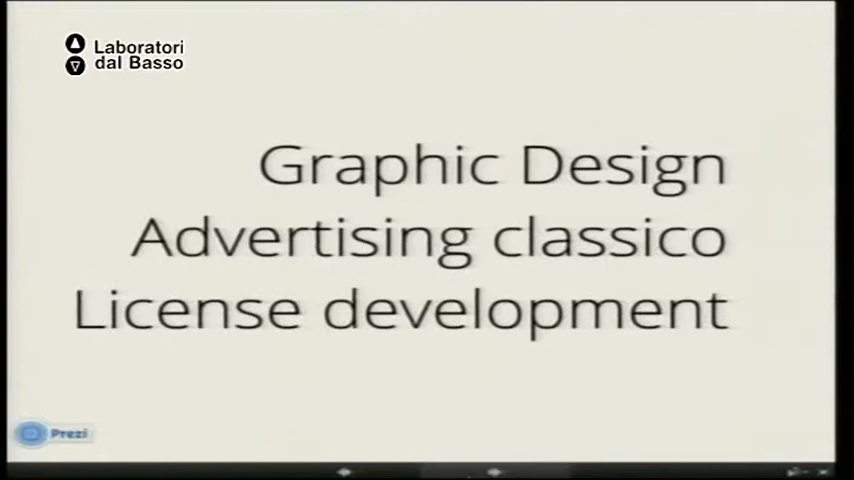 Laboratori
dal Basso
Graphic Design
Advertising classico
License development
Prezi